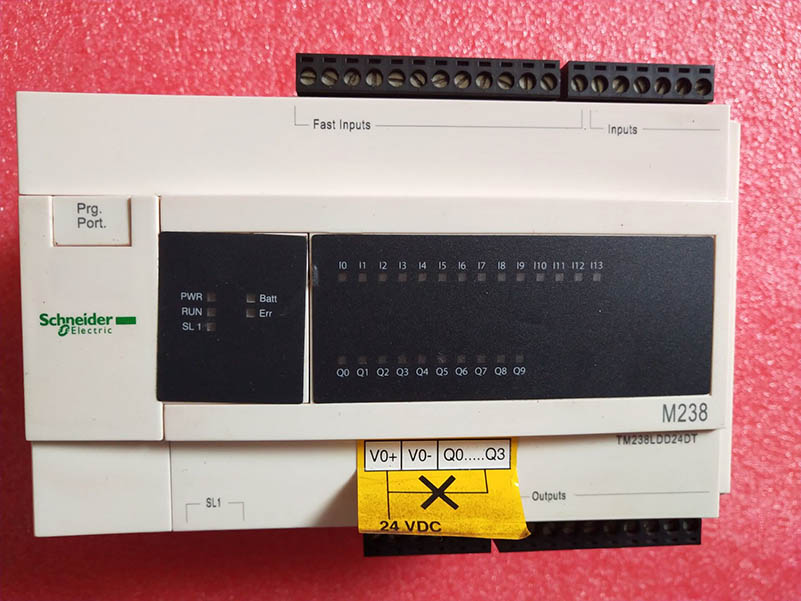 Fast Inputs
Inputs
Prg.
Port.
I0 I1 I2 I3 I4 I5 I6 I7 I8 I9 I10 I11 I12 I13
PWR Batt
RUN Err
SL 1
Schneider
Electric
Q0 Q1 Q2 Q3 Q4 Q5 Q6 Q7 Q8 Q9
M238
TM238LDD24DT
V0+ V0- Q0.....Q3
SL1
Outputs
24 VDC